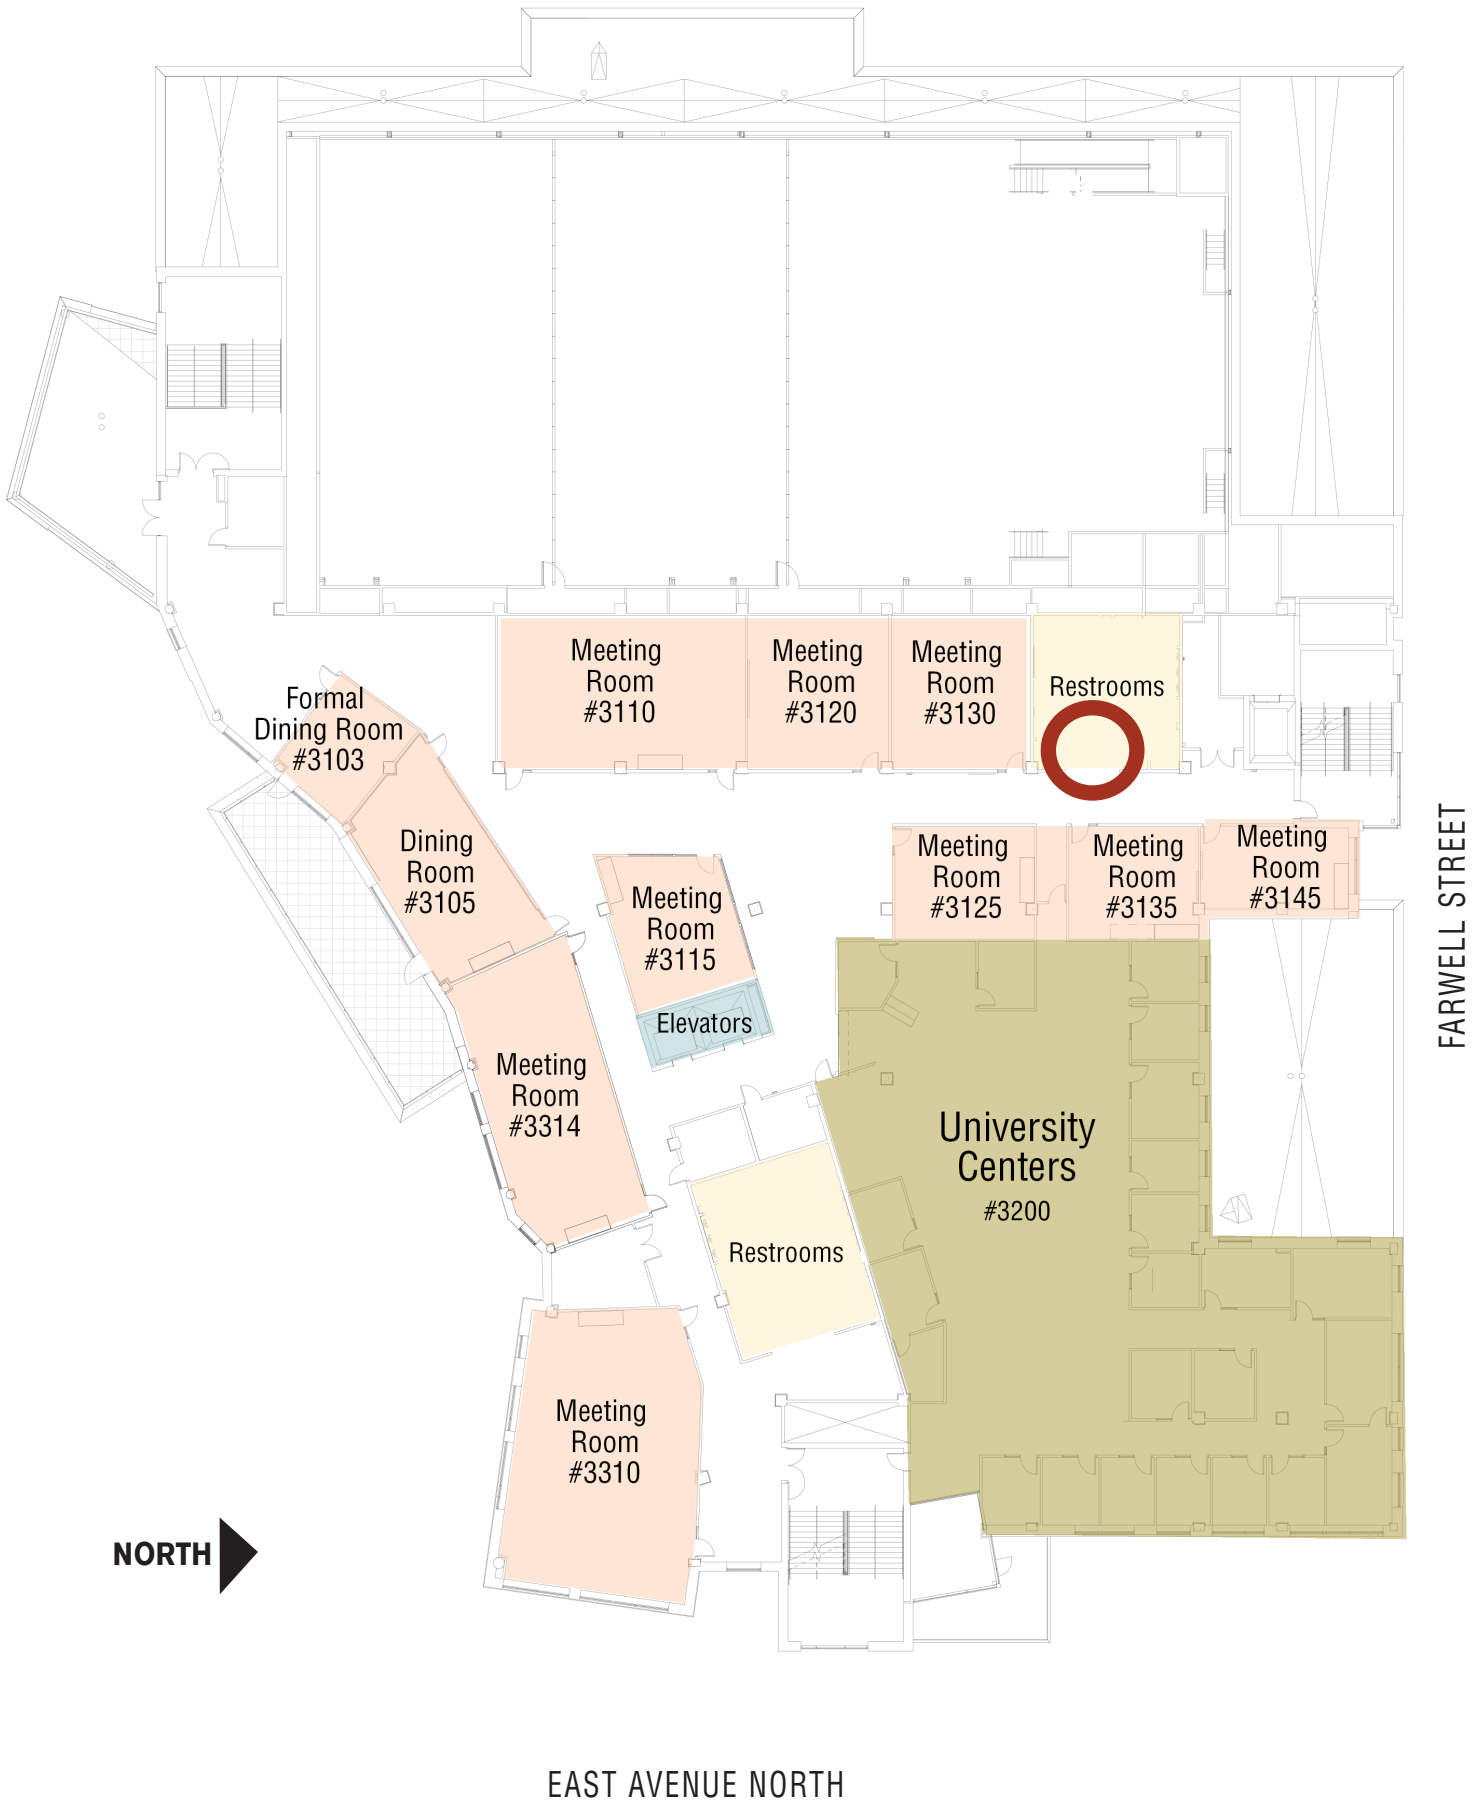 Meeting
Room
#3110
Meeting
Room
#3120
Meeting
Room
#3130
Restrooms
Formal
Dining Room
#3103
Dining
Room
#3105
Meeting
Room
#3115
Elevators
Meeting
Room
#3125
Meeting
Room
#3135
Meeting
Room
#3145
FARWELL STREET
Meeting
Room
#3314
University
Centers
#3200
Restrooms
Meeting
Room
#3310
NORTH
EAST AVENUE NORTH